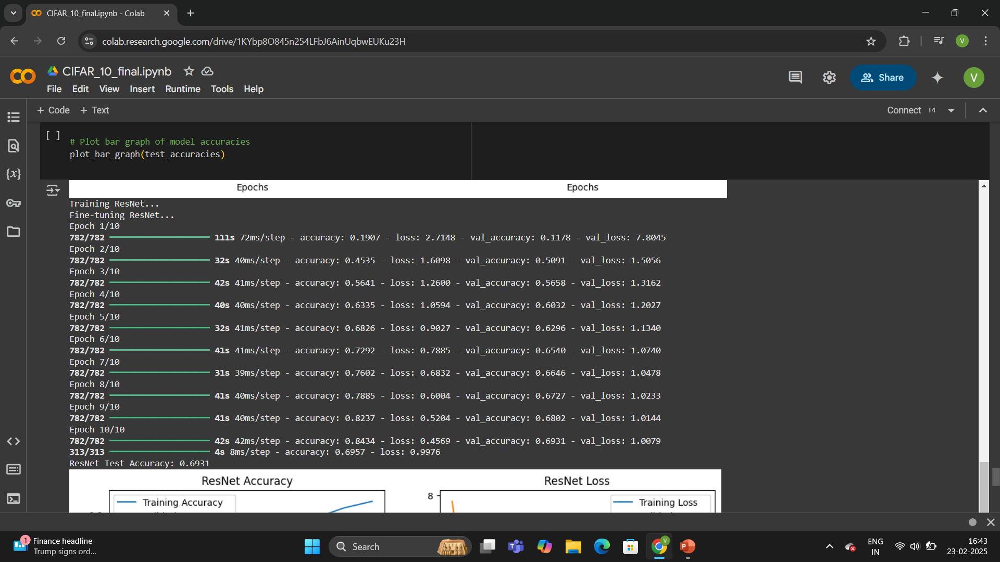 CIFAR_10_final.ipynb - Colab
colab.research.google.com/drive/1KYbp8O845n254LFbJ6AinUqbwEUKu23H
V
CIFAR_10_final.ipynb
File Edit View Insert Runtime Tools Help
Share
V
+ Code + Text
Connect T4
[ ]
# Plot bar graph of model accuracies
plot_bar_graph(test_accuracies)
{x}
Epochs Epochs
Training ResNet...
Fine-tuning ResNet...
Epoch 1/10
782/782 111s 72ms/step - accuracy: 0.1907 - loss: 2.7148 - val_accuracy: 0.1178 - val_loss: 7.8045
Epoch 2/10
782/782 32s 40ms/step - accuracy: 0.4535 - loss: 1.6098 - val_accuracy: 0.5091 - val_loss: 1.5056
Epoch 3/10
782/782 42s 41ms/step - accuracy: 0.5641 - loss: 1.2600 - val_accuracy: 0.5658 - val_loss: 1.3162
Epoch 4/10
782/782 40s 40ms/step - accuracy: 0.6335 - loss: 1.0594 - val_accuracy: 0.6032 - val_loss: 1.2027
Epoch 5/10
782/782 32s 41ms/step - accuracy: 0.6826 - loss: 0.9027 - val_accuracy: 0.6296 - val_loss: 1.1340
Epoch 6/10
782/782 41s 41ms/step - accuracy: 0.7292 - loss: 0.7885 - val_accuracy: 0.6540 - val_loss: 1.0740
Epoch 7/10
782/782 31s 39ms/step - accuracy: 0.7602 - loss: 0.6832 - val_accuracy: 0.6646 - val_loss: 1.0478
Epoch 8/10
782/782 41s 40ms/step - accuracy: 0.7885 - loss: 0.6004 - val_accuracy: 0.6727 - val_loss: 1.0233
Epoch 9/10
782/782 41s 40ms/step - accuracy: 0.8237 - loss: 0.5204 - val_accuracy: 0.6802 - val_loss: 1.0144
Epoch 10/10
782/782 42s 42ms/step - accuracy: 0.8434 - loss: 0.4569 - val_accuracy: 0.6931 - val_loss: 1.0079
313/313 4s 8ms/step - accuracy: 0.6957 - loss: 0.9976
ResNet Test Accuracy: 0.6931
ResNet Accuracy ResNet Loss
Training Accuracy 8 Training Loss
1 Finance headline
Trump signs ord...
Search
ENG
IN
16:43
23-02-2025